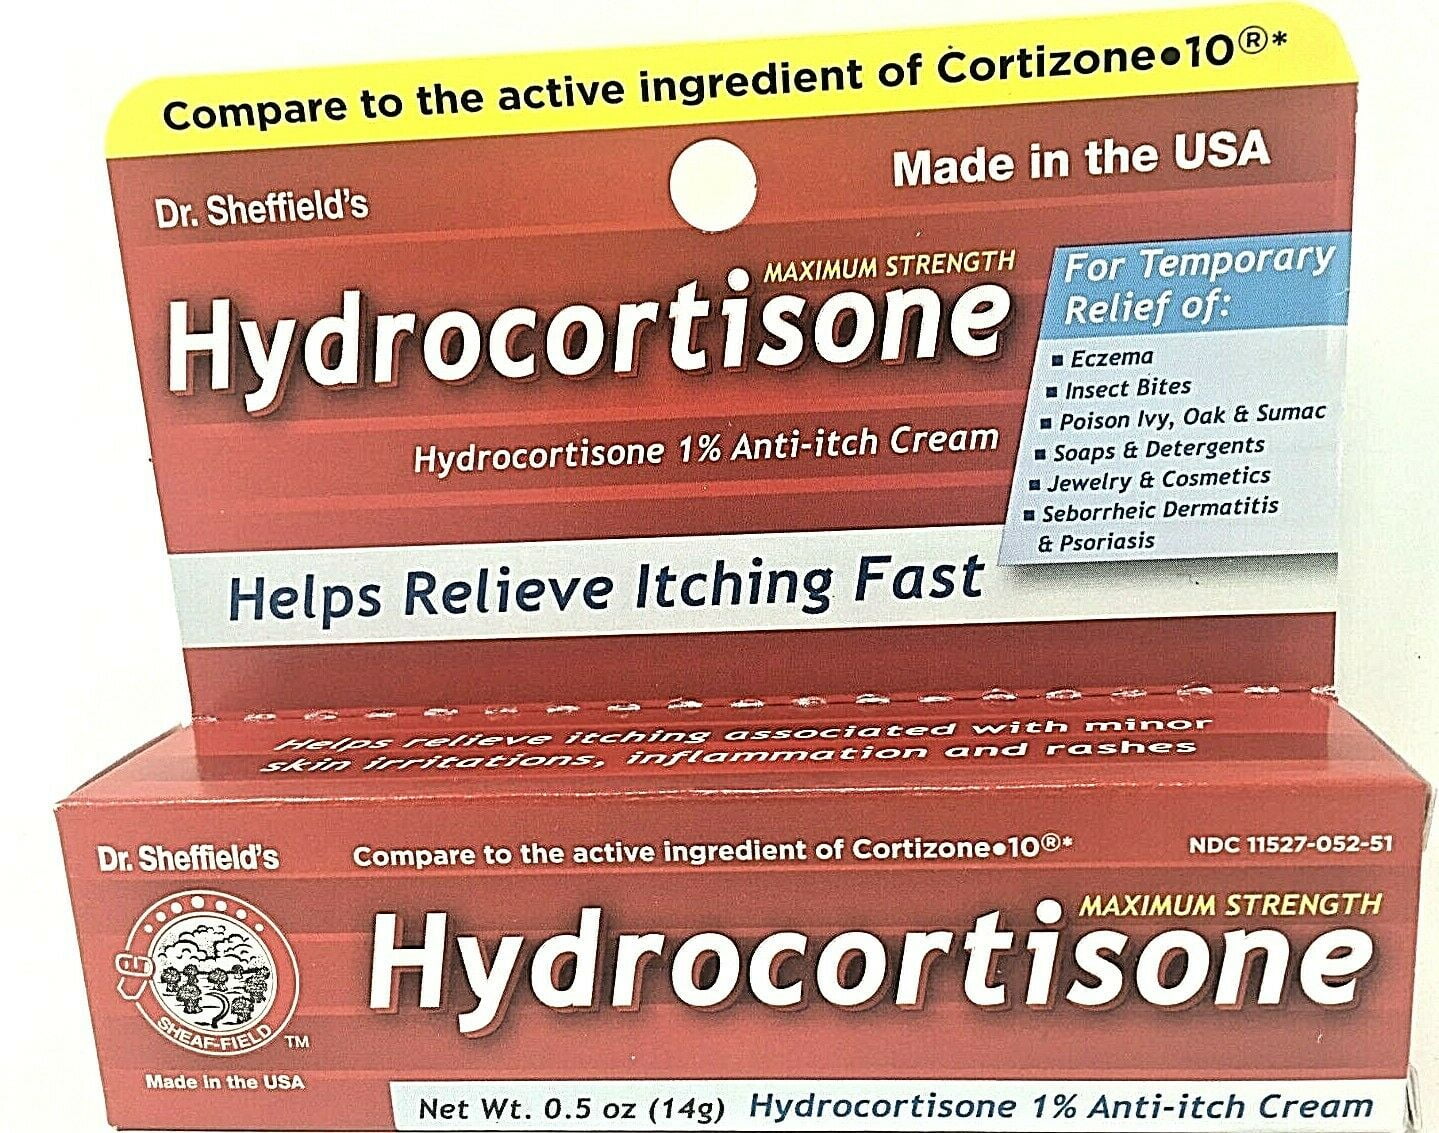 Compare to the active ingredient of Cortizone•10®*
Made in the USA
Dr. Sheffield's
MAXIMUM STRENGTH
Hydrocortisone
Hydrocortisone 1% Anti-itch Cream
For Temporary
Relief of:
▪ Eczema
▪ Insect Bites
▪ Poison Ivy, Oak & Sumac
▪ Soaps & Detergents
▪ Jewelry & Cosmetics
▪ Seborrheic Dermatitis
& Psoriasis
Helps Relieve Itching Fast
Helps relieve itching associated with minor
skin irritations, inflammation and rashes
Dr. Sheffield's
Compare to the active ingredient of Cortizone•10®*
NDC 11527-052-51
MAXIMUM STRENGTH
Hydrocortisone
SHEAF-FIELD
TM
Made in the USA
Net Wt. 0.5 oz (14g) Hydrocortisone 1% Anti-itch Cream